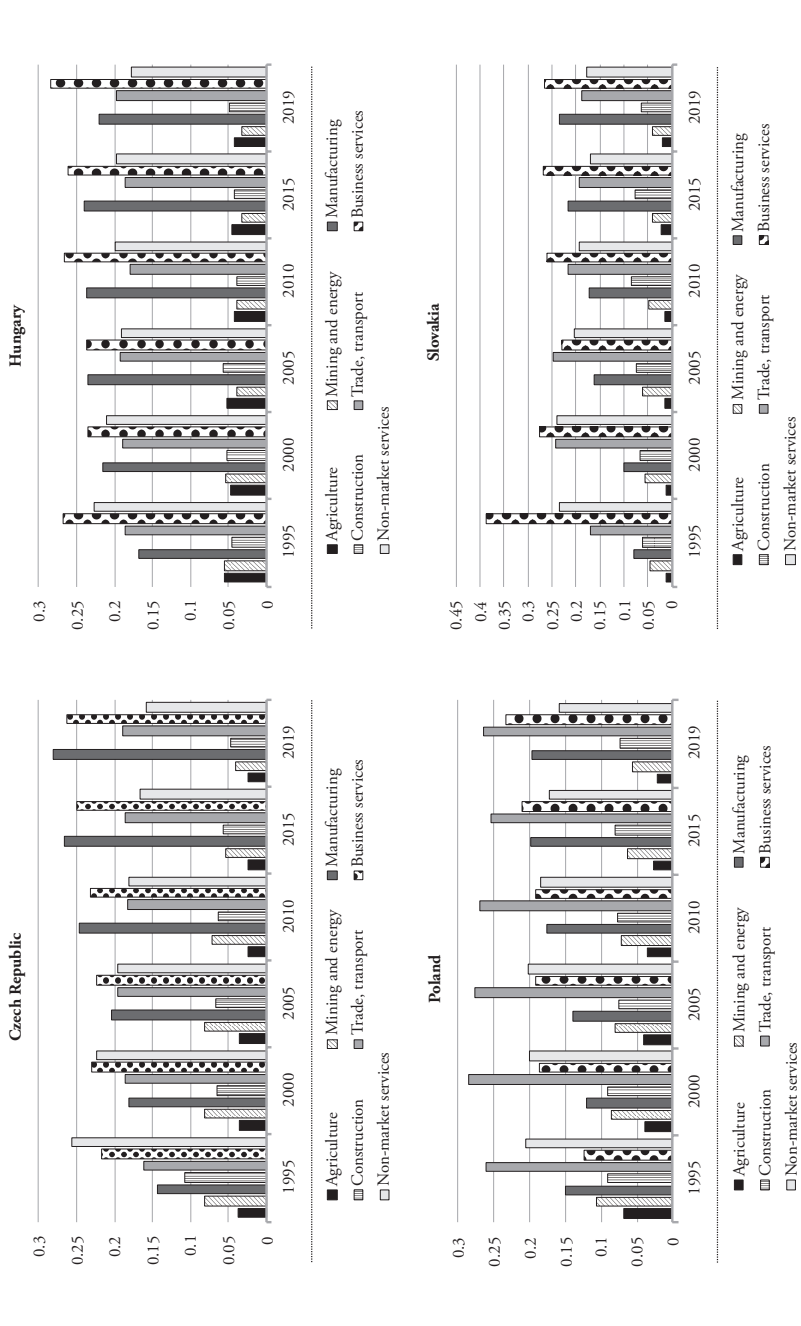 Czech Republic
0.3
0.25
0.2
0.15
0.1
0.05
0
1995 2000 2005 2010 2015 2019
Agriculture Mining and energy Manufacturing
Construction Trade, transport Business services
Non-market services
Hungary
0.3
0.25
0.2
0.15
0.1
0.05
0
1995 2000 2005 2010 2015 2019
Agriculture Mining and energy Manufacturing
Construction Trade, transport Business services
Non-market services
Poland
0.3
0.25
0.2
0.15
0.1
0.05
0
1995 2000 2005 2010 2015 2019
Agriculture Mining and energy Manufacturing
Construction Trade, transport Business services
Non-market services
Slovakia
0.45
0.4
0.35
0.3
0.25
0.2
0.15
0.1
0.05
0
1995 2000 2005 2010 2015 2019
Agriculture Mining and energy Manufacturing
Construction Trade, transport Business services
Non-market services